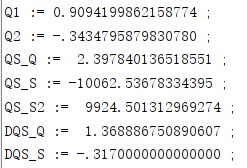 Q1 := 0.9094199862158774 ;
Q2 := -.3434795879830780 ;
QS_Q := 2.397840136518551 ;
QS_S := -10062.53678334395 ;
QS_S2 := 9924.501312969274 ;
DQS_Q := 1.368886750890607 ;
DQS_S := -.3170000000000000 ;